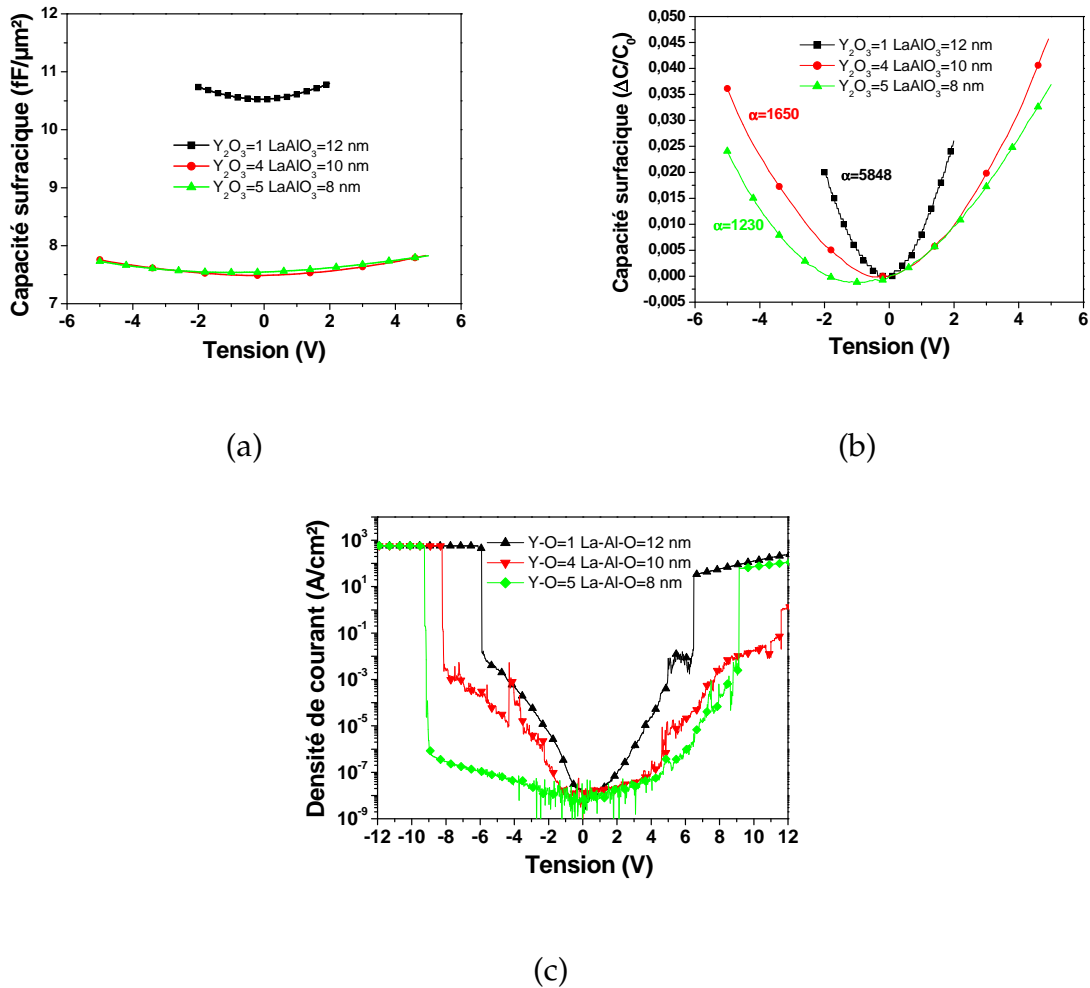 12
11
10
9
8
7
-6 -4 -2 0 2 4 6
Capacité sufracique (fF/µm²)
Tension (V)
Y₂O₃=1 LaAlO₃=12 nm
Y₂O₃=4 LaAlO₃=10 nm
Y₂O₃=5 LaAlO₃=8 nm
(a)
0,050
0,045
0,040
0,035
0,030
0,025
0,020
0,015
0,010
0,005
0,000
-0,005
-6 -4 -2 0 2 4 6
Capacité surfacique (ΔC/C₀)
Tension (V)
Y₂O₃=1 LaAlO₃=12 nm
Y₂O₃=4 LaAlO₃=10 nm
Y₂O₃=5 LaAlO₃=8 nm
α=1650
α=5848
α=1230
(b)
10³
10¹
10⁻¹
10⁻³
10⁻⁵
10⁻⁷
10⁻⁹
-12 -10 -8 -6 -4 -2 0 2 4 6 8 10 12
Densité de courant (A/cm²)
Tension (V)
Y-O=1 La-Al-O=12 nm
Y-O=4 La-Al-O=10 nm
Y-O=5 La-Al-O=8 nm
(c)